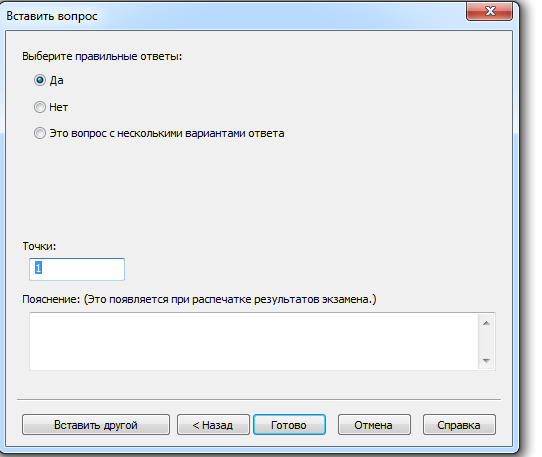 Вставить вопрос
Выберите правильные ответы:
Да
Нет
Это вопрос с несколькими вариантами ответа
Точки:
1
Пояснение: (Это появляется при распечатке результатов экзамена.)
Вставить другой
< Назад
Готово
Отмена
Справка